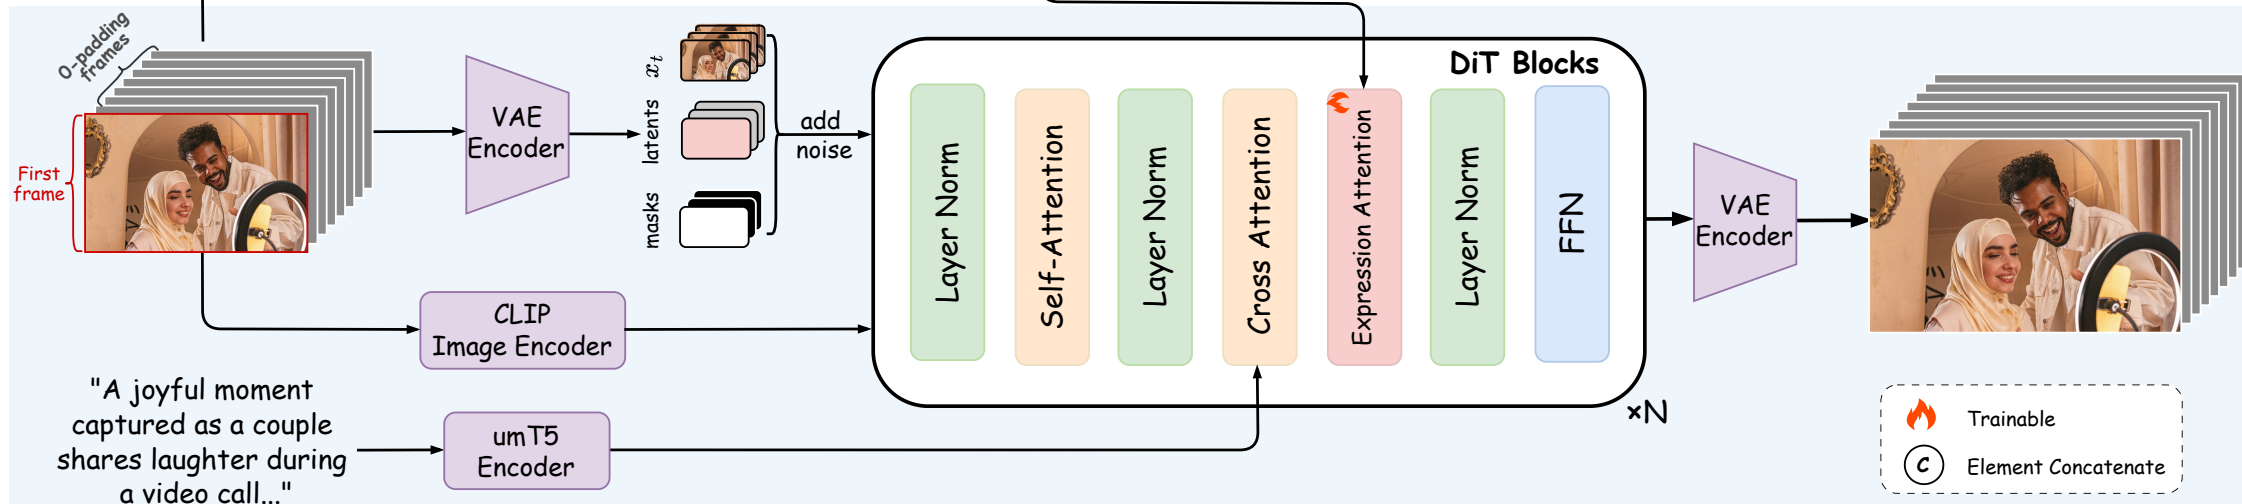 0-padding
frames
First
frame
VAE
Encoder
x_t
latents
masks
add
noise
DiT Blocks
Layer Norm
Self-Attention
Layer Norm
Cross Attention
Expression Attention
Layer Norm
FFN
×N
VAE
Encoder
CLIP
Image Encoder
"A joyful moment
captured as a couple
shares laughter during
a video call..."
umT5
Encoder
Trainable
C
Element Concatenate